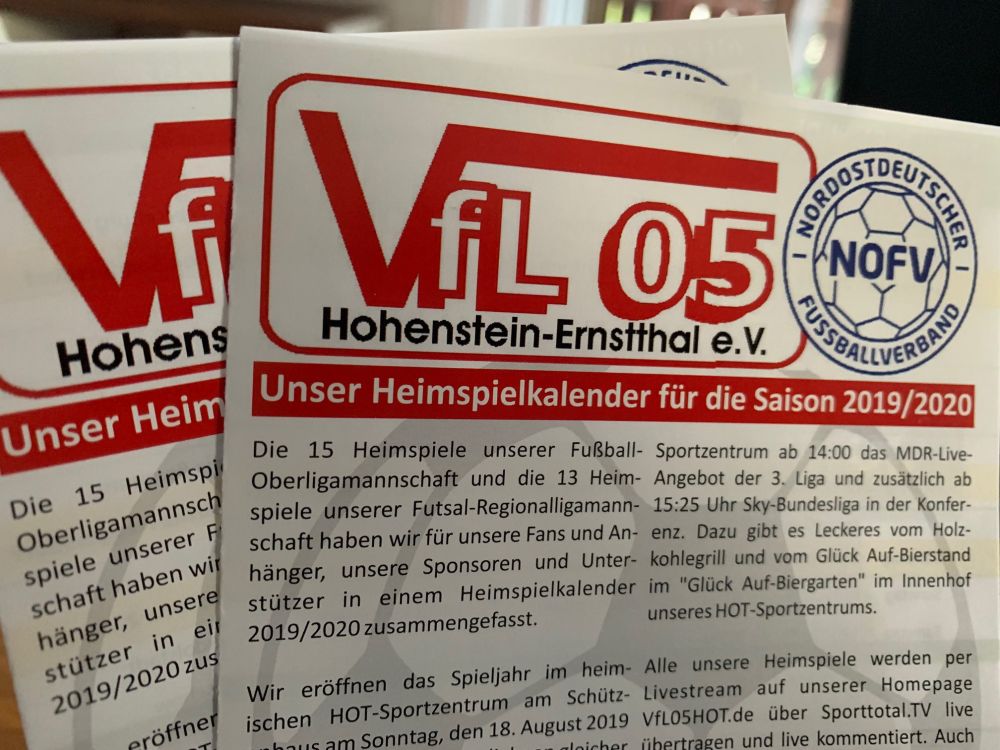 VfL 05
Hohenstein-Ernstthal e.V.
NORDOSTDEUTSCHER
NOFV
FUSSBALLVERBAND
Unser Heimspielkalender für die Saison 2019/2020
Die 15 Heimspiele unserer Fußball-
Oberligamannschaft und die 13 Heim-
spiele unserer Futsal-Regionalligamann-
schaft haben wir für unsere Fans und An-
hänger, unsere Sponsoren und Unter-
stützer in einem Heimspielkalender
2019/2020 zusammengefasst.
Wir eröffnen das Spieljahr im heim-
ischen HOT-Sportzentrum am Schütz-
enhaus am Sonntag, den 18. August 2019
Sportzentrum ab 14:00 das MDR-Live-
Angebot der 3. Liga und zusätzlich ab
15:25 Uhr Sky-Bundesliga in der Konfer-
enz. Dazu gibt es Leckeres vom Holz-
kohlegrill und vom Glück Auf-Bierstand
im "Glück Auf-Biergarten" im Innenhof
unseres HOT-Sportzentrums.
Alle unsere Heimspiele werden per
Livestream auf unserer Homepage
VfL05HOT.de über Sporttotal.TV live
übertragen und live kommentiert. Auch
Vfl
Hohens
Unser Heim
Die 15 Heimspi
Oberligamannsch
spiele unserer F
schaft haben wir
hänger, unsere
stützer in ei
2019/2020 zus
eröffner